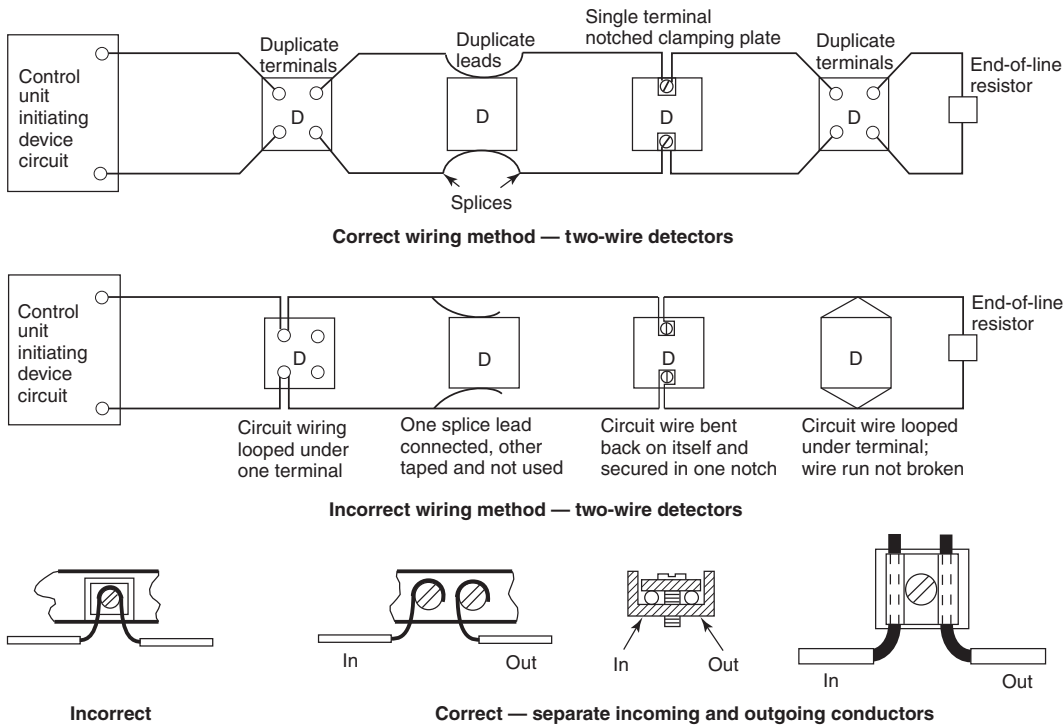 Control
unit
initiating
device
circuit
Duplicate
terminals
D
Duplicate
leads
D
Splices
Single terminal
notched clamping plate
D
Duplicate
terminals
D
End-of-line
resistor
Correct wiring method — two-wire detectors
Control
unit
initiating
device
circuit
D
D
D
D
End-of-line
resistor
Circuit wiring
looped under
one terminal
One splice lead
connected, other
taped and not used
Circuit wire bent
back on itself and
secured in one notch
Circuit wire looped
under terminal;
wire run not broken
Incorrect wiring method — two-wire detectors
In
Out
In
Out
In
Out
Incorrect
Correct — separate incoming and outgoing conductors